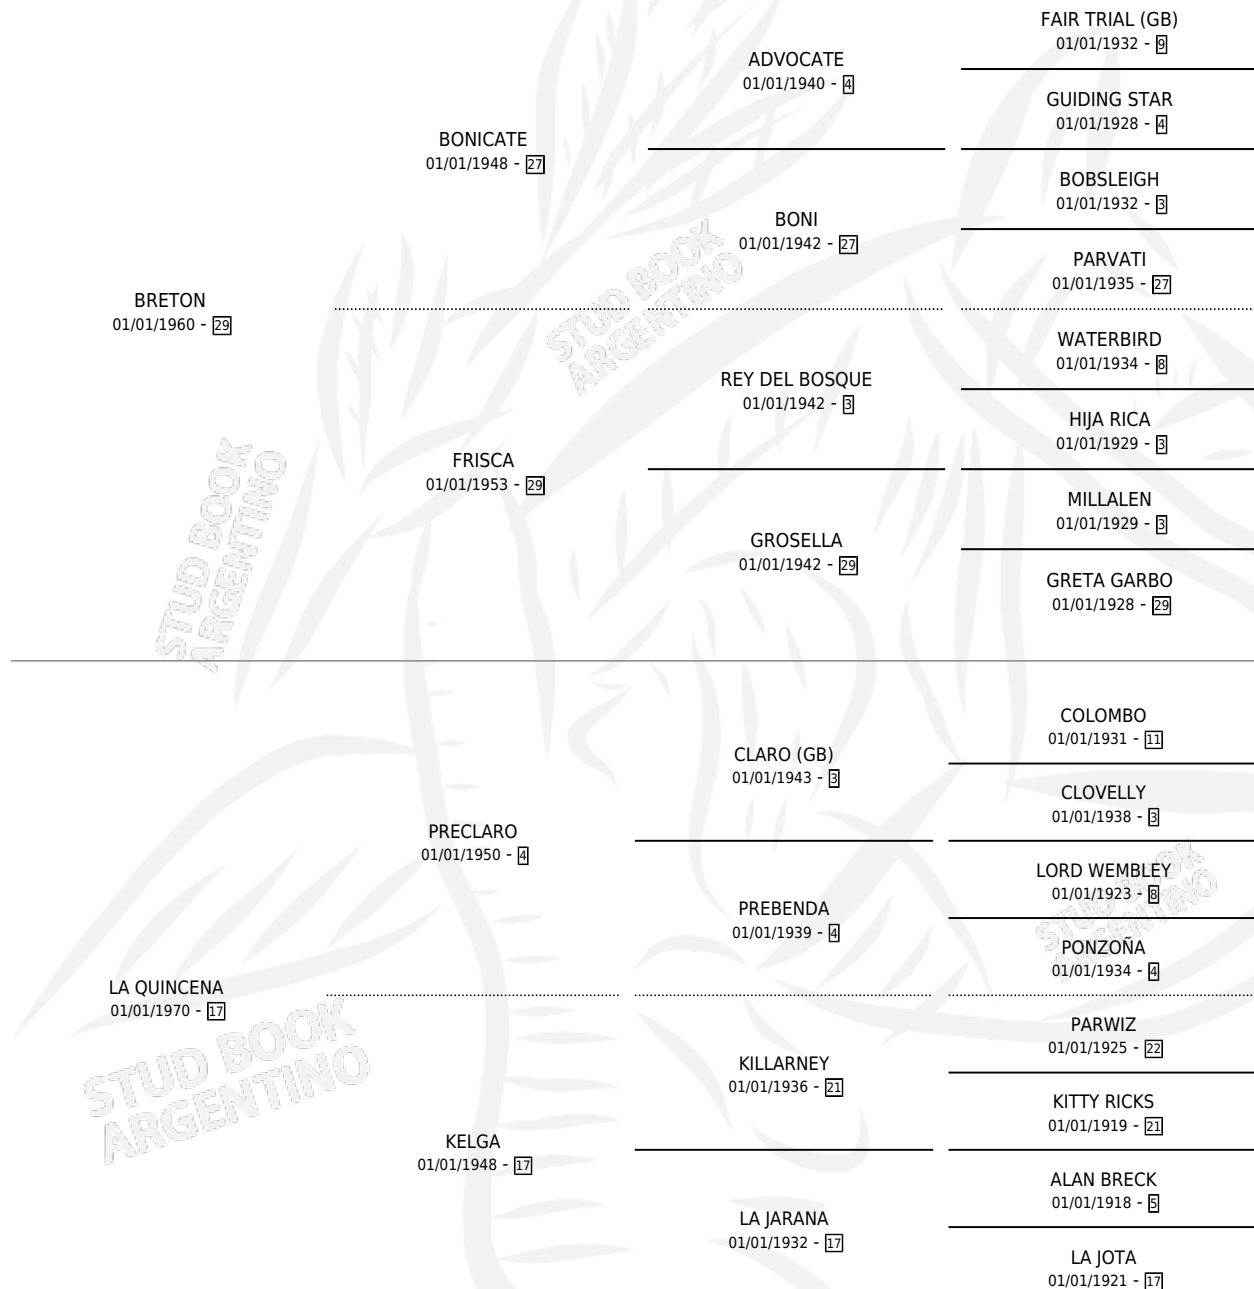 FAIR TRIAL (GB)
01/01/1932 - 9
ADVOCATE
01/01/1940 - 4
GUIDING STAR
01/01/1928 - 4
BONICATE
01/01/1948 - 27
BOBSLEIGH
01/01/1932 - 3
BONI
01/01/1942 - 27
PARVATI
01/01/1935 - 27
BRETON
01/01/1960 - 29
WATERBIRD
01/01/1934 - 8
REY DEL BOSQUE
01/01/1942 - 3
HIJA RICA
01/01/1929 - 3
FRISCA
01/01/1953 - 29
MILLALEN
01/01/1929 - 3
GROSELLA
01/01/1942 - 29
GRETA GARBO
01/01/1928 - 29
STUD BOOK
ARGENTINO
STUD BOOK
ARGENTINO
COLOMBO
01/01/1931 - 11
CLARO (GB)
01/01/1943 - 3
CLOVELLY
01/01/1938 - 3
PRECLARO
01/01/1950 - 4
LORD WEMBLEY
01/01/1923 - 8
PREBENDA
01/01/1939 - 4
PONZOÑA
01/01/1934 - 4
LA QUINCENA
01/01/1970 - 17
PARWIZ
01/01/1925 - 22
KILLARNEY
01/01/1936 - 21
KITTY RICKS
01/01/1919 - 21
KELGA
01/01/1948 - 17
ALAN BRECK
01/01/1918 - 5
LA JARANA
01/01/1932 - 17
LA JOTA
01/01/1921 - 17
STUD BOOK
ARGENTINO
STUD BOOK
ARGENTINO